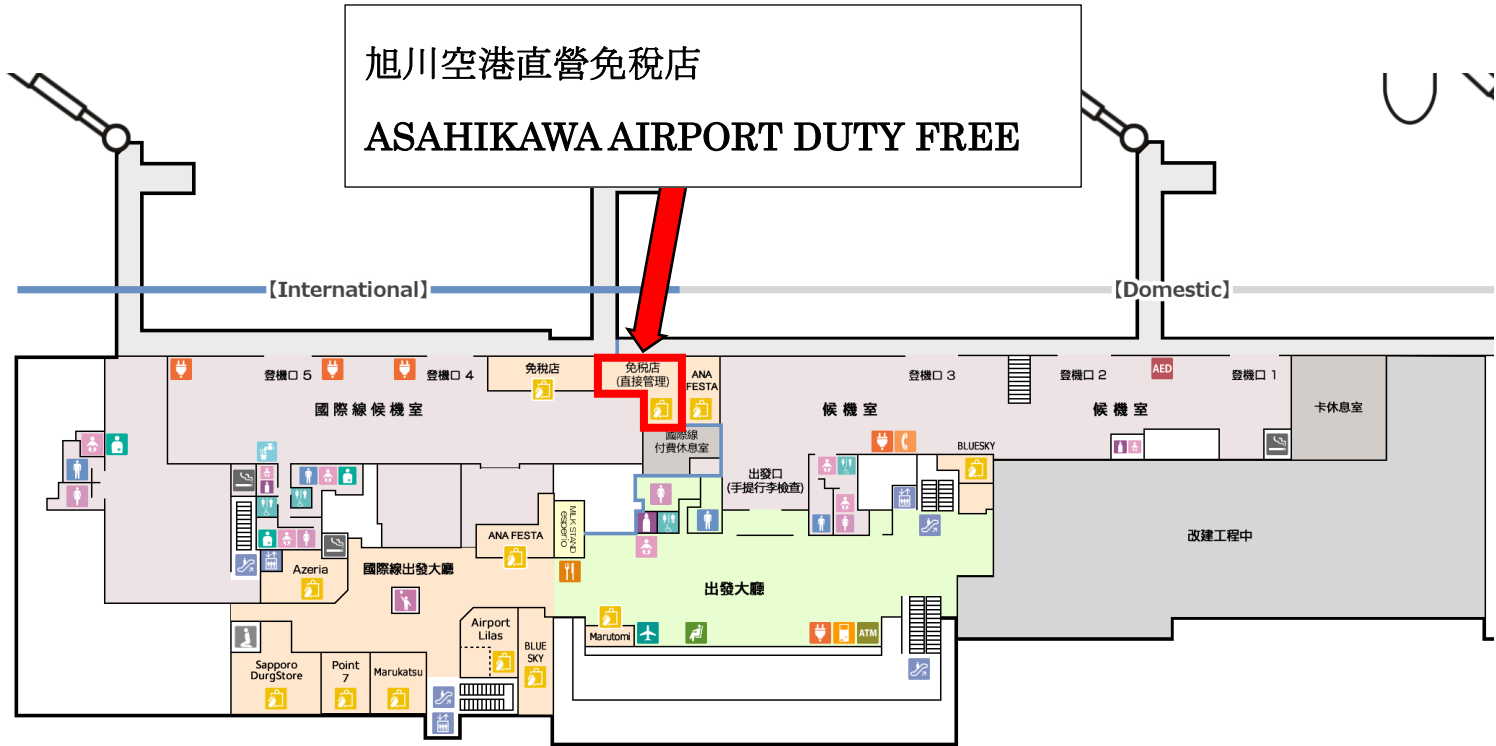 旭川空港直營免稅店
ASAHIKAWA AIRPORT DUTY FREE
【International】
【Domestic】
登機口 5
登機口 4
免稅店
免稅店
(直接管理)
ANA
FESTA
登機口 3
登機口 2
AED
登機口 1
國際線候機室
候機室
候機室
卡休息室
國際線
付費休息室
BLUESKY
出發口
(手提行李檢查)
MILK STAND
esperio
ANA FESTA
改建工程中
Azeria
國際線出發大廳
出發大廳
Airport
Lilas
Marutomi
ATM
BLUE
SKY
Sapporo
DurgStore
Point
7
Marukatsu